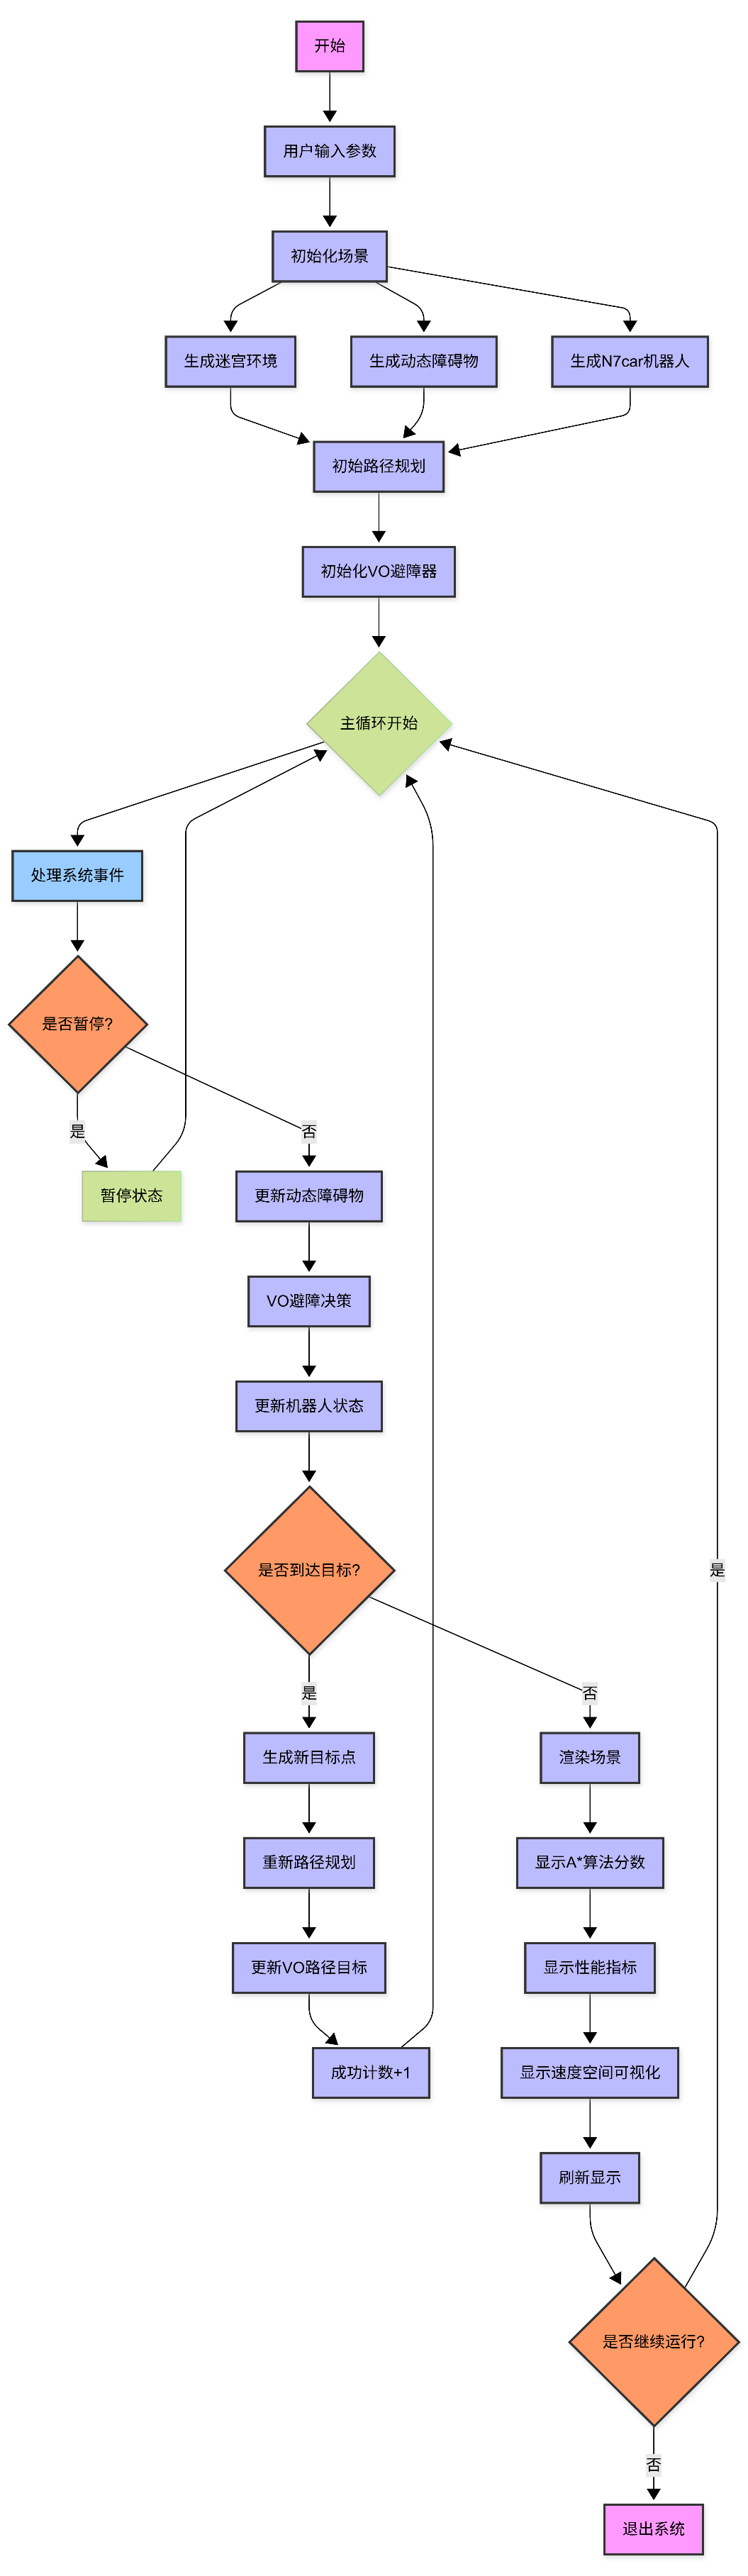 开始
用户输入参数
初始化场景
生成迷宫环境
生成动态障碍物
生成N7car机器人
初始路径规划
初始化VO避障器
主循环开始
处理系统事件
是否暂停?
是
否
暂停状态
更新动态障碍物
VO避障决策
更新机器人状态
是否到达目标?
是
是
否
生成新目标点
渲染场景
重新路径规划
显示A*算法分数
更新VO路径目标
显示性能指标
成功计数+1
显示速度空间可视化
刷新显示
是否继续运行?
否
退出系统